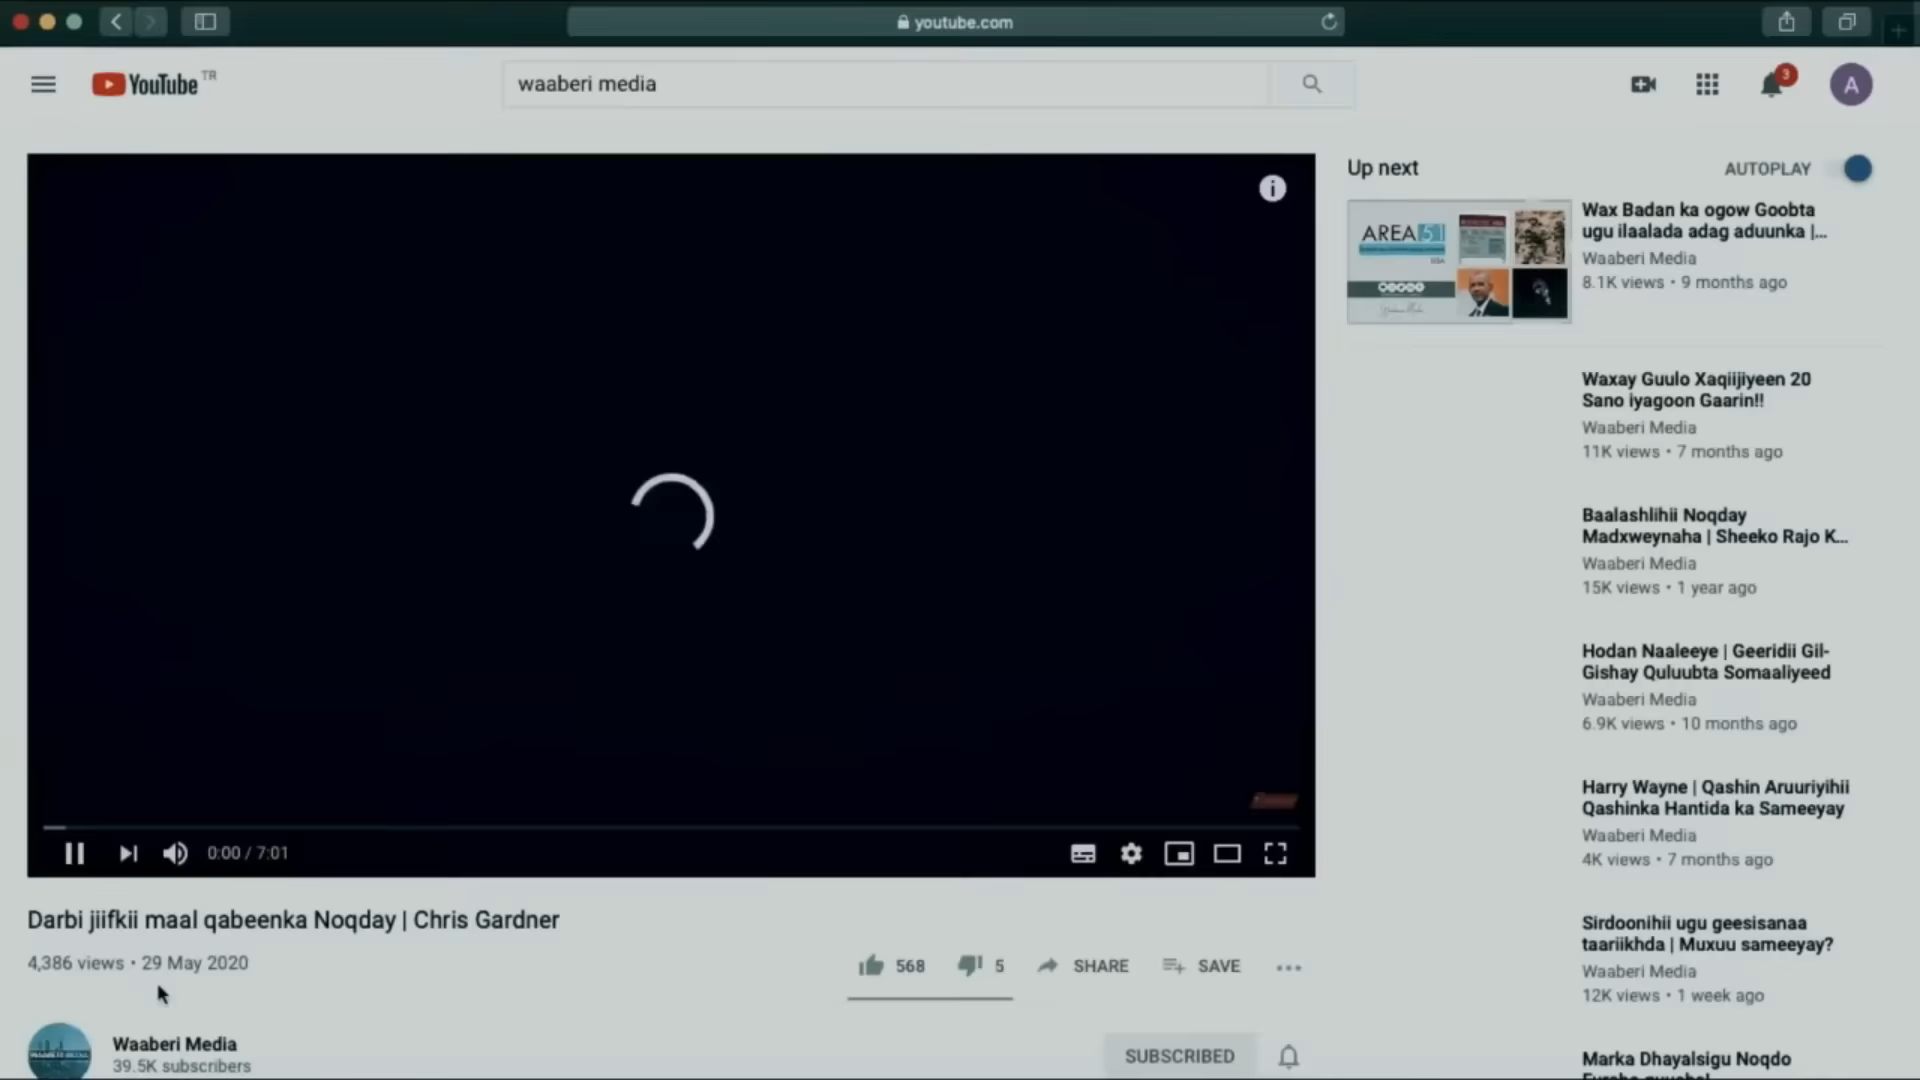 youtube.com
YouTube TR
waaberi media
3
A
Up next
AUTOPLAY
AREA 51
Wax Badan ka ogow Goobta
ugu ilaalada adag aduunka |...
Waaberi Media
8.1K views • 9 months ago
Waxay Guulo Xaqiijiyeen 20
Sano iyagoon Gaarin!!
Waaberi Media
11K views • 7 months ago
Baalashlihii Noqday
Madxweynaha | Sheeko Rajo K...
Waaberi Media
15K views • 1 year ago
Hodan Naaleeye | Geeridii Gil-
Gishay Quluubta Somaaliyeed
Waaberi Media
6.9K views • 10 months ago
Harry Wayne | Qashin Aruuriyihii
Qashinka Hantida ka Sameeyay
Waaberi Media
4K views • 7 months ago
Sirdoonihii ugu geesisanaa
taariikhda | Muxuu sameeyay?
Waaberi Media
12K views • 1 week ago
Marka Dhayalsigu Noqdo
0:00 / 7:01
Darbi jiifkii maal qabeenka Noqday | Chris Gardner
4,386 views • 29 May 2020
568
5
SHARE
SAVE
Waaberi Media
39.5K subscribers
SUBSCRIBED